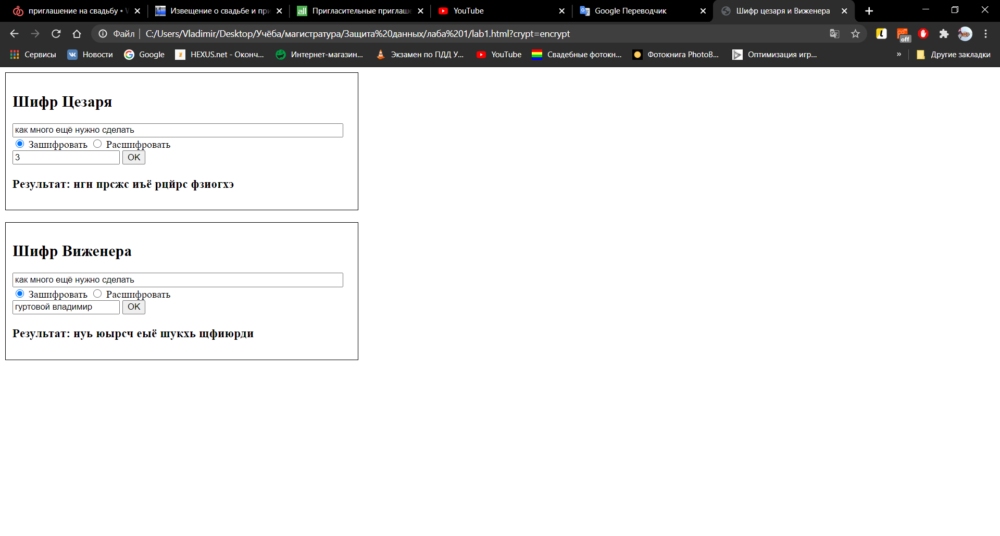 приглашение на свадьбу •
Извещение о свадьбе и при
Пригласительные приглаше
YouTube
Google Переводчик
Шифр цезаря и Виженера
Файл
C:/Users/Vladimir/Desktop/Учёба/магистратура/Защита%20данных/лаба%201/lab1.html?crypt=encrypt
off
Сервисы
Новости
Google
HEXUS.net - Оконч...
Интернет-магазин...
Экзамен по ПДД У...
YouTube
Свадебные фотокн...
Фотокнига PhotoB...
Оптимизация игр...
»
Другие закладки
Шифр Цезаря
как много ещё нужно сделать
Зашифровать Расшифровать
3 OK
Результат: нгн прсжс иъё рцйрс фзиогхэ
Шифр Виженера
как много ещё нужно сделать
Зашифровать Расшифровать
гуртовой владимир OK
Результат: нуь юырсч еыё шукхь щфиюрди